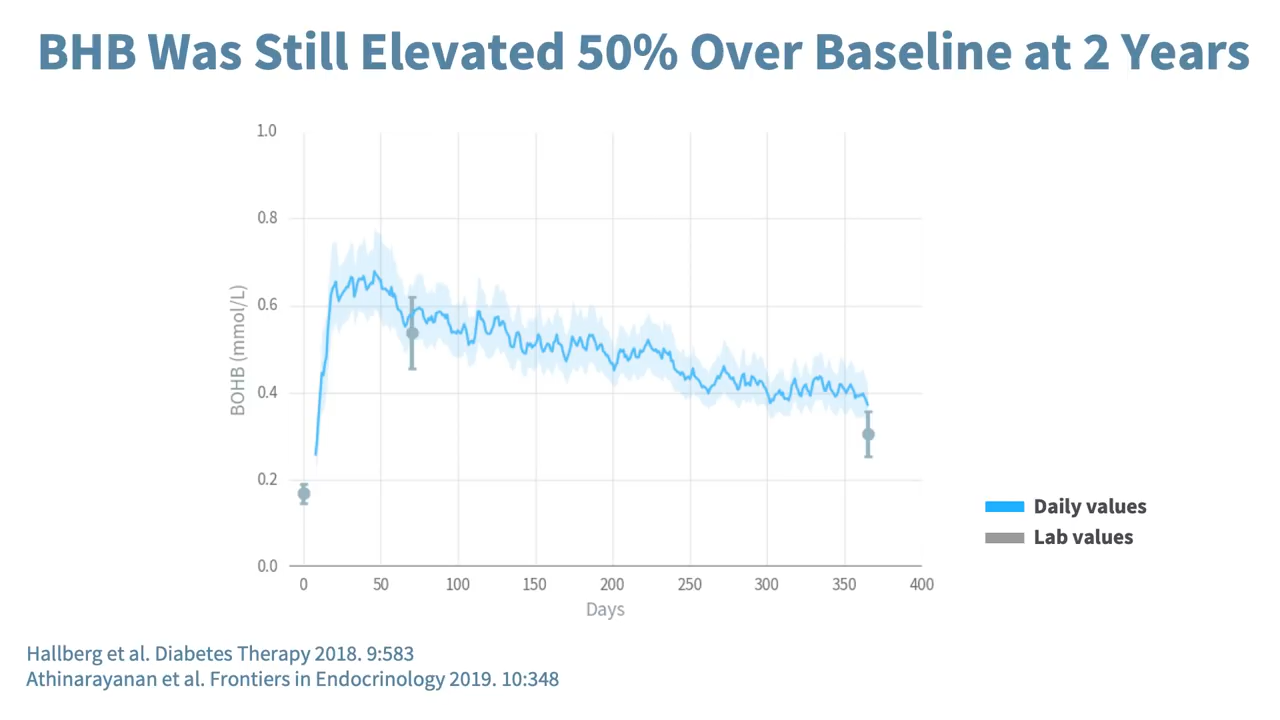 BHB Was Still Elevated 50% Over Baseline at 2 Years
1.0
0.8
0.6
0.4
0.2
0.0
BOHB (mmol/L)
0 50 100 150 200 250 300 350 400
Days
Daily values
Lab values
Hallberg et al. Diabetes Therapy 2018. 9:583
Athinarayanan et al. Frontiers in Endocrinology 2019. 10:348